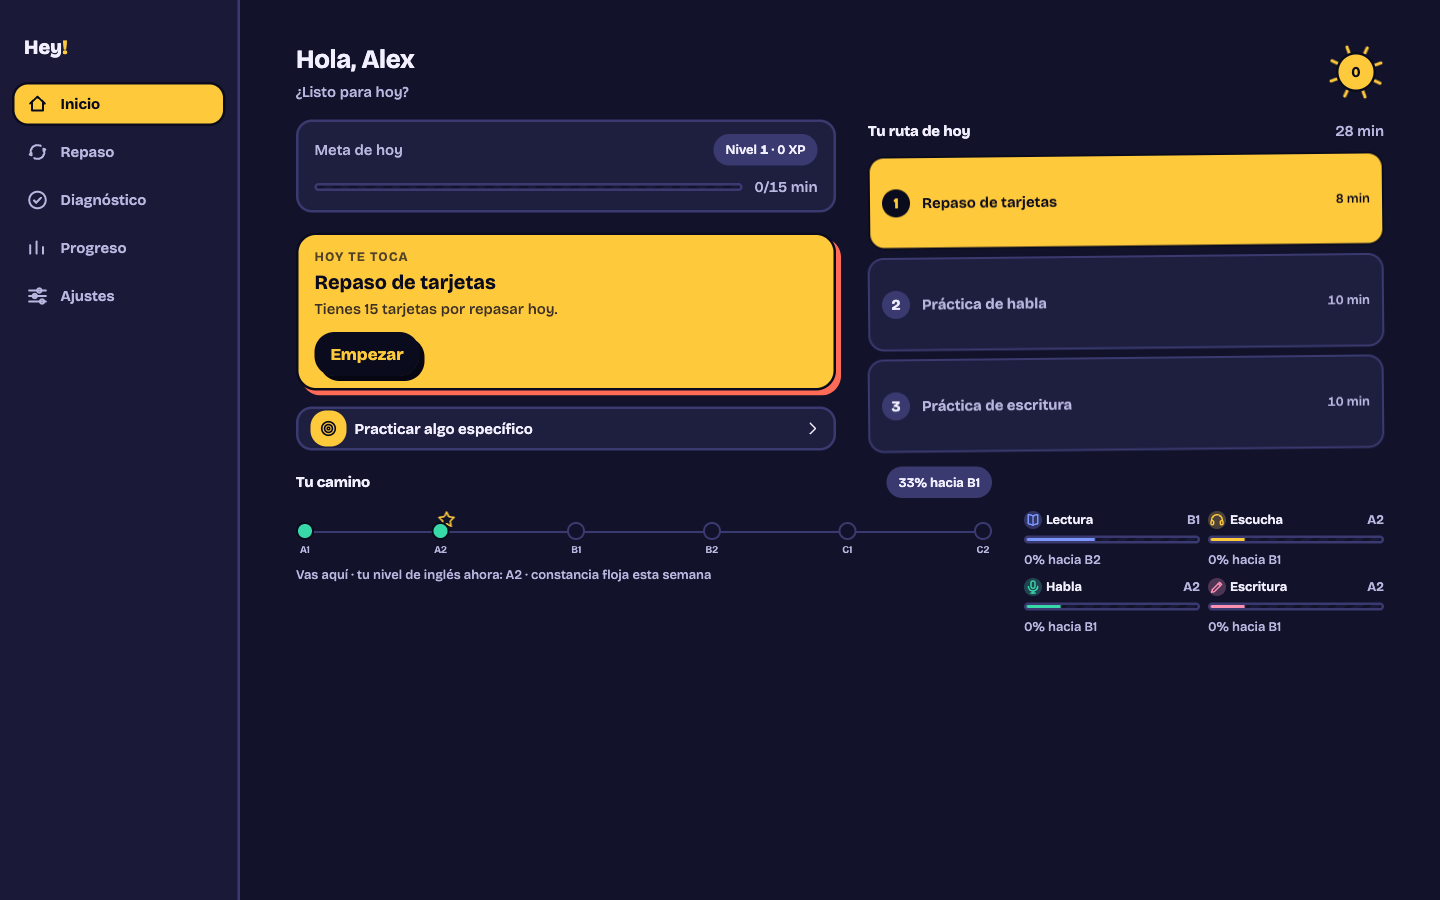 Hey!
Inicio
Repaso
Diagnóstico
Progreso
Ajustes
Hola, Alex
¿Listo para hoy?
0
Meta de hoy
Nivel 1 · 0 XP
0/15 min
HOY TE TOCA
Repaso de tarjetas
Tienes 15 tarjetas por repasar hoy.
Empezar
Practicar algo específico
Tu ruta de hoy
28 min
1 Repaso de tarjetas 8 min
2 Práctica de habla 10 min
3 Práctica de escritura 10 min
Tu camino
33% hacia B1
A1 A2 B1 B2 C1 C2
Vas aquí · tu nivel de inglés ahora: A2 · constancia floja esta semana
Lectura B1
0% hacia B2
Escucha A2
0% hacia B1
Habla A2
0% hacia B1
Escritura A2
0% hacia B1